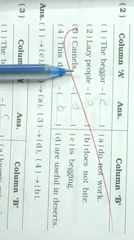 (2)
Column 'A' Ans. Column 'B'
(1) The beggar – (a) do not work.
(2) Lazy people – (b) does not bite.
(3) Camels (c) is begging.
(4) This d (d) are useful in deserts.
Ans. (1) → (c), (2) → (a), (3) → (d), (4) → (b).
(3)
Column 'A' Ans. Column 'B'
(1) The b